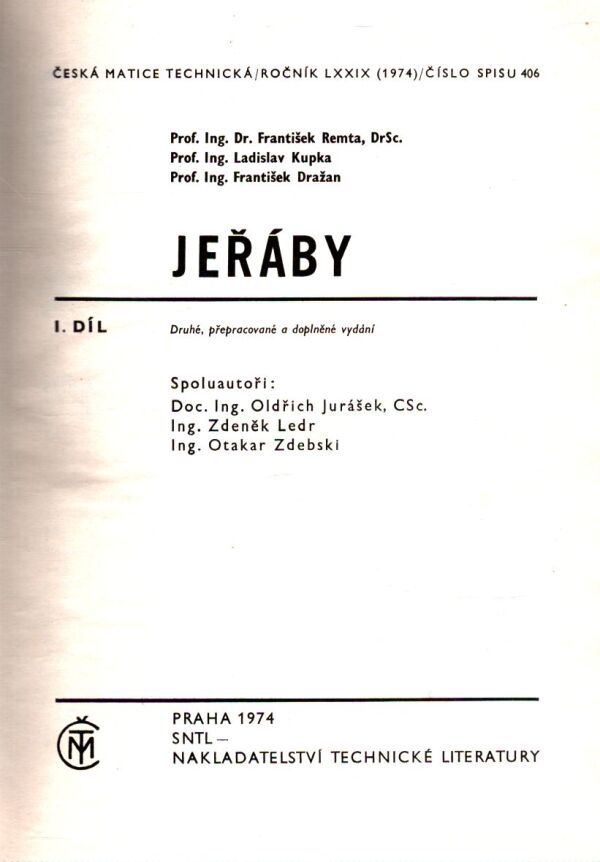 ČESKÁ MATICE TECHNICKÁ/ROČNÍK LXXIX (1974)/ČÍSLO SPISU 406
Prof. Ing. Dr. František Remta, DrSc.
Prof. Ing. Ladislav Kupka
Prof. Ing. František Dražan
JEŘÁBY
I. DÍL
Druhé, přepracované a doplněné vydání
Spoluautoři:
Doc. Ing. Oldřich Jurášek, CSc.
Ing. Zdeněk Ledr
Ing. Otakar Zdebski
ČMT
PRAHA 1974
SNTL —
NAKLADATELSTVÍ TECHNICKÉ LITERATURY